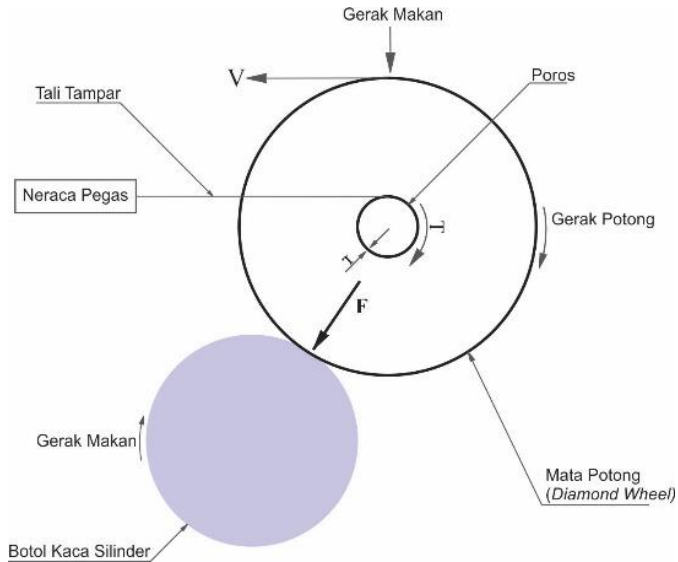 Gerak Makan
V
Poros
Tali Tampar
Neraca Pegas
T
Gerak Potong
r
F
Gerak Makan
Mata Potong
(Diamond Wheel)
Botol Kaca Silinder